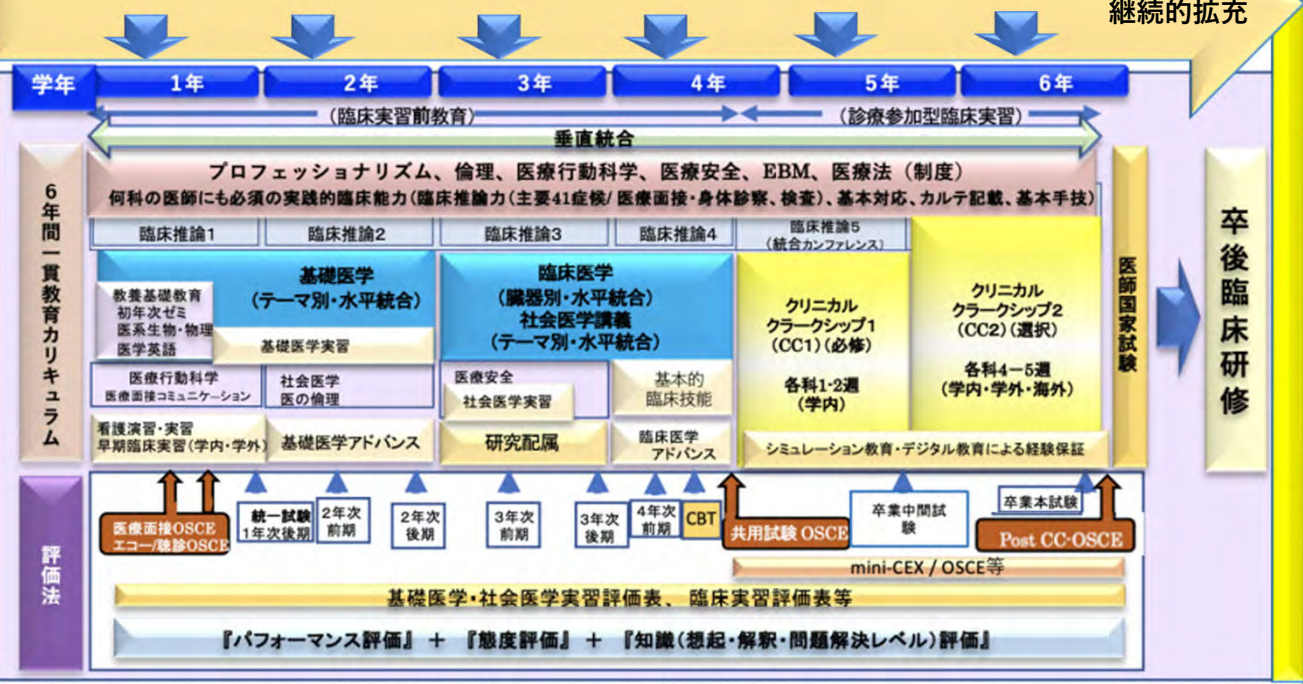 継続的拡充
学年
1年
2年
3年
4年
5年
6年
(臨床実習前教育)
(診療参加型臨床実習)
垂直統合
6年間一貫教育カリキュラム
プロフェッショナリズム、倫理、医療行動科学、医療安全、EBM、医療法（制度）
何科の医師にも必須の実践的臨床能力(臨床推論力(主要41症候/ 医療面接・身体診察、検査)、基本対応、カルテ記載、基本手技)
臨床推論1
臨床推論2
臨床推論3
臨床推論4
臨床推論5
(統合カンファレンス)
基礎医学
(テーマ別・水平統合)
教養基礎教育
初年次ゼミ
医系生物・物理
医学英語
基礎医学実習
臨床医学
(臓器別・水平統合)
社会医学講義
(テーマ別・水平統合)
クリニカル
クラークシップ1
(CC1)(必修)
各科1-2週
(学内)
クリニカル
クラークシップ2
(CC2)(選択)
各科4－5週
(学内・学外・海外)
医療行動科学
医療面接コミュニケーション
社会医学
医の倫理
医療安全
社会医学実習
基本的
臨床技能
看護演習・実習
早期臨床実習(学内・学外)
基礎医学アドバンス
研究配属
臨床医学
アドバンス
シミュレーション教育・デジタル教育による経験保証
医師国家試験
卒後臨床研修
評価法
医療面接OSCE
エコー/聴診OSCE
統一試験
1年次後期
2年次
前期
2年次
後期
3年次
前期
3年次
後期
4年次
前期
CBT
共用試験 OSCE
卒業中間試
験
卒業本試験
Post CC-OSCE
mini-CEX / OSCE等
基礎医学・社会医学実習評価表、臨床実習評価表等
『パフォーマンス評価』 + 『態度評価』 + 『知識(想起・解釈・問題解決レベル)評価』